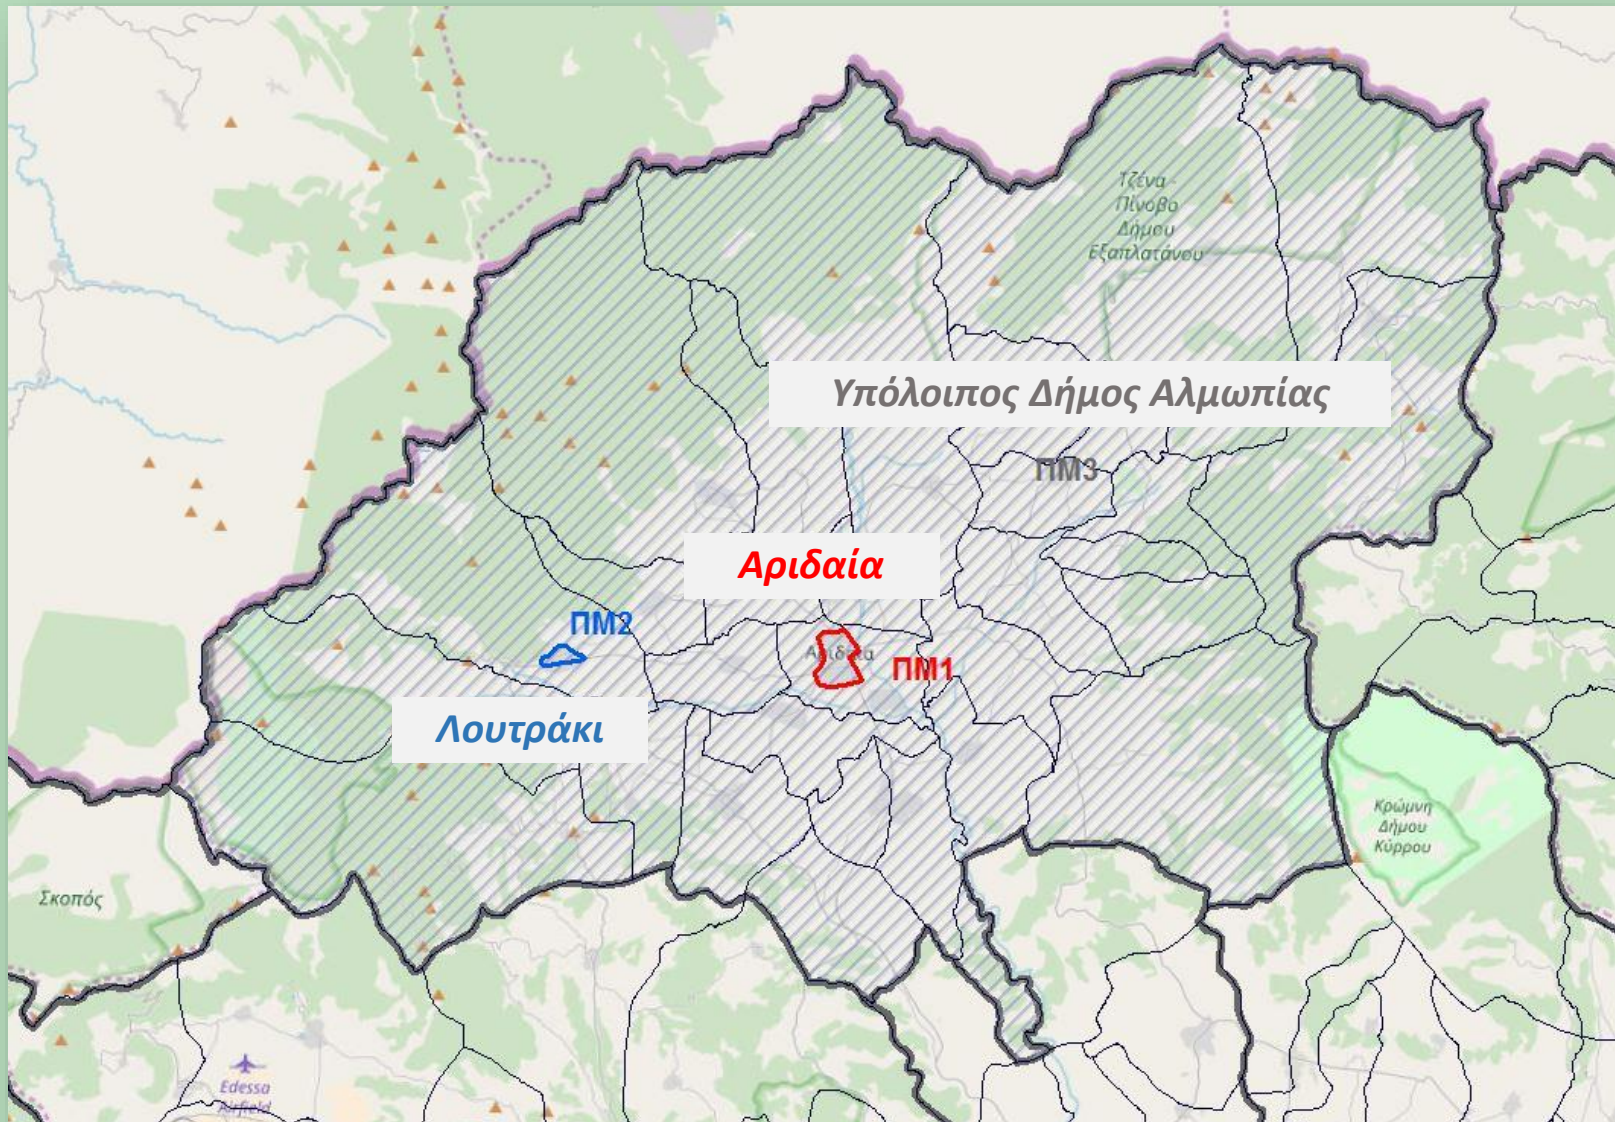 Τζένα -
Πίνοβο
Δήμου
Εξαπλατάνου
Υπόλοιπος Δήμος Αλμωπίας
ΠΜ3
Αριδαία
ΠΜ2
Αριδαία
ΠΜ1
Λουτράκι
Κρώμνη
Δήμου
Κύρρου
Σκοπός
Edessa
Airfield